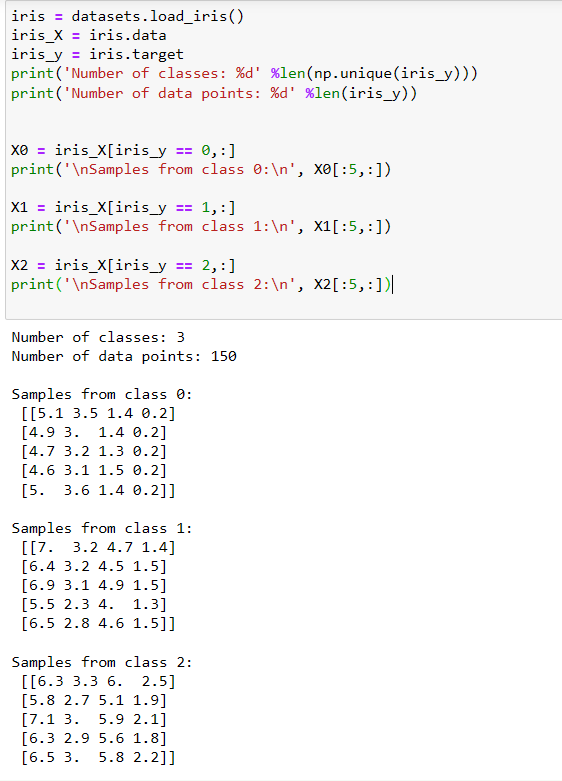 iris = datasets.load_iris()
iris_X = iris.data
iris_y = iris.target
print('Number of classes: %d' %len(np.unique(iris_y)))
print('Number of data points: %d' %len(iris_y))
X0 = iris_X[iris_y == 0,:]
print('\nSamples from class 0:\n', X0[:5,:])
X1 = iris_X[iris_y == 1,:]
print('\nSamples from class 1:\n', X1[:5,:])
X2 = iris_X[iris_y == 2,:]
print('\nSamples from class 2:\n', X2[:5,:])
Number of classes: 3
Number of data points: 150
Samples from class 0:
 [[5.1 3.5 1.4 0.2]
 [4.9 3.  1.4 0.2]
 [4.7 3.2 1.3 0.2]
 [4.6 3.1 1.5 0.2]
 [5.  3.6 1.4 0.2]]
Samples from class 1:
 [[7.  3.2 4.7 1.4]
 [6.4 3.2 4.5 1.5]
 [6.9 3.1 4.9 1.5]
 [5.5 2.3 4.  1.3]
 [6.5 2.8 4.6 1.5]]
Samples from class 2:
 [[6.3 3.3 6.  2.5]
 [5.8 2.7 5.1 1.9]
 [7.1 3.  5.9 2.1]
 [6.3 2.9 5.6 1.8]
 [6.5 3.  5.8 2.2]]